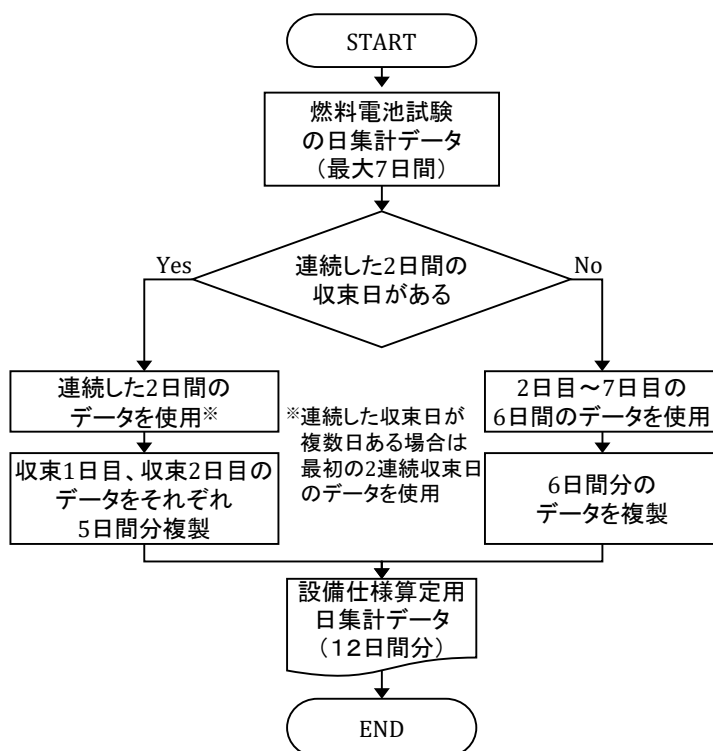 START
燃料電池試験
の日集計データ
（最大7日間）
連続した2日間の
収束日がある
Yes
No
連続した2日間の
データを使用※
収束1日目、収束2日目の
データをそれぞれ
5日間分複製
※連続した収束日が
複数日ある場合は
最初の2連続収束日
のデータを使用
2日目～7日目の
6日間のデータを使用
6日間分の
データを複製
設備仕様算定用
日集計データ
（１２日間分）
END